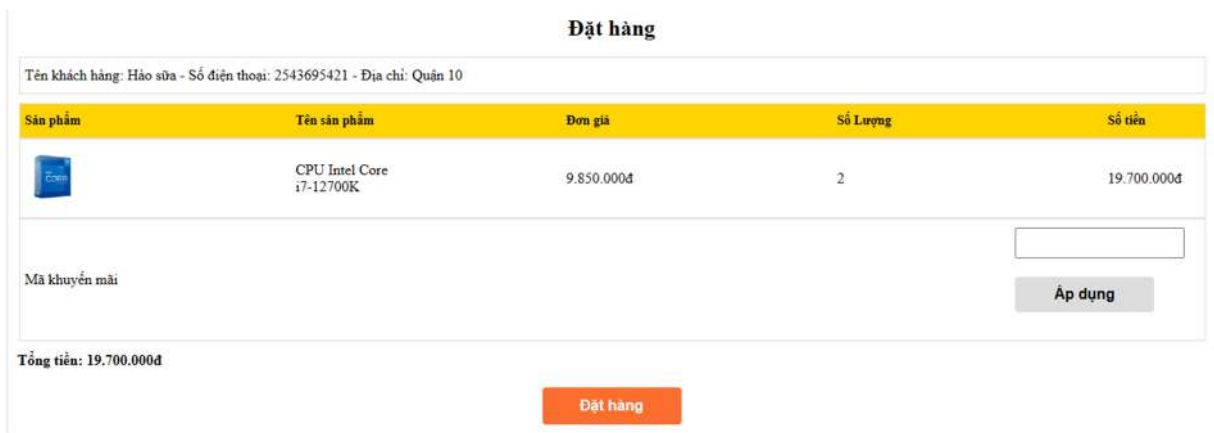 Đặt hàng
Tên khách hàng: Hảo sữa - Số điện thoại: 2543695421 - Địa chỉ: Quận 10
Sản phẩm Tên sản phẩm Đơn giá Số Lượng Số tiền
CORE
CPU Intel Core
i7-12700K
9.850.000đ 2 19.700.000đ
Mã khuyến mãi
Áp dụng
Tổng tiền: 19.700.000đ
Đặt hàng